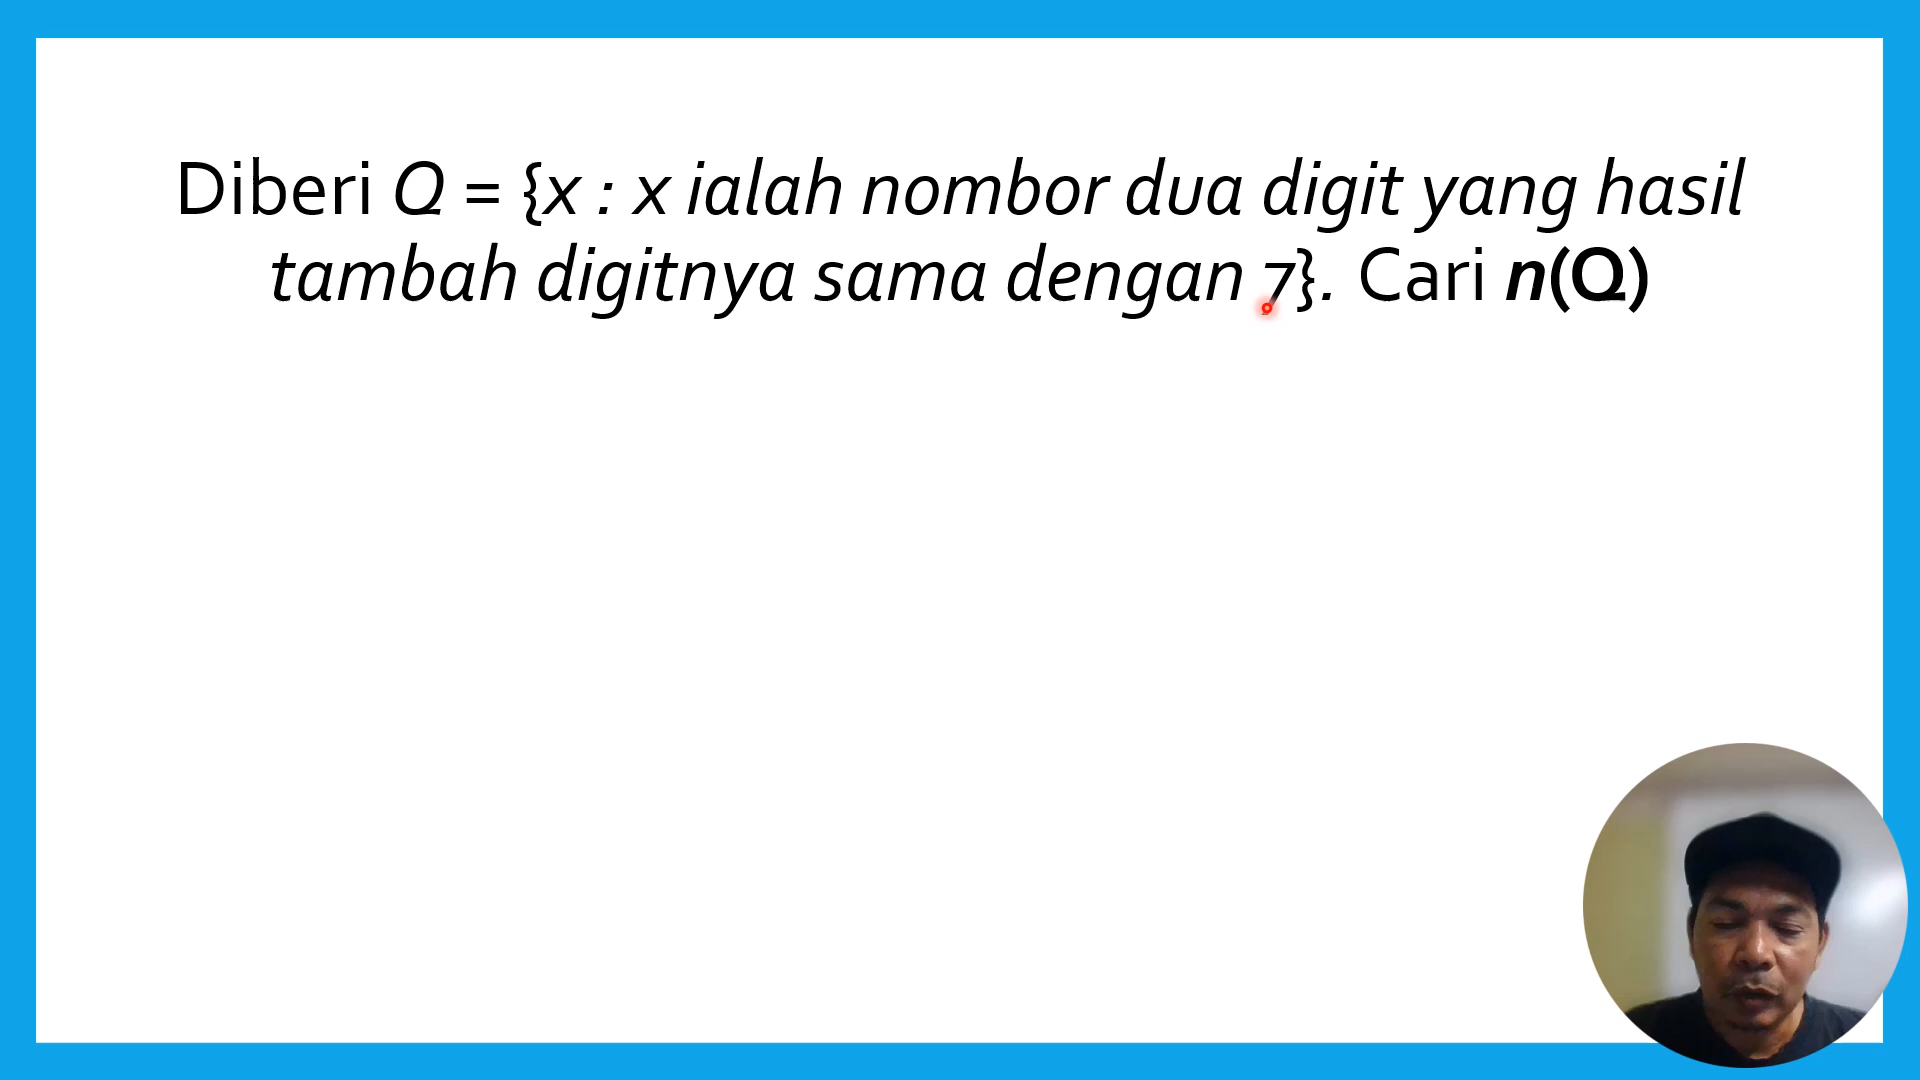 Diberi Q = {x : x ialah nombor dua digit yang hasil
tambah digitnya sama dengan 7}. Cari n(Q)